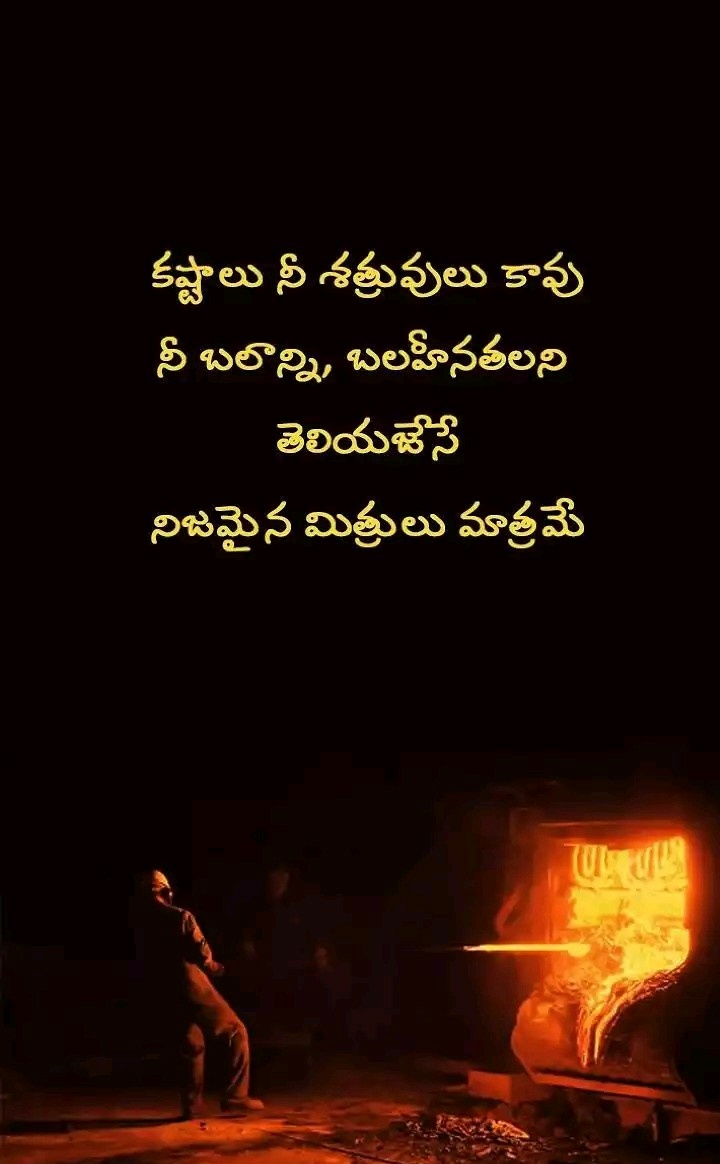 కష్టాలు నీ శత్రువులు కావు
నీ బలాన్ని, బలహీనతలని
తెలియజేసే
నిజమైన మిత్రులు మాత్రమే